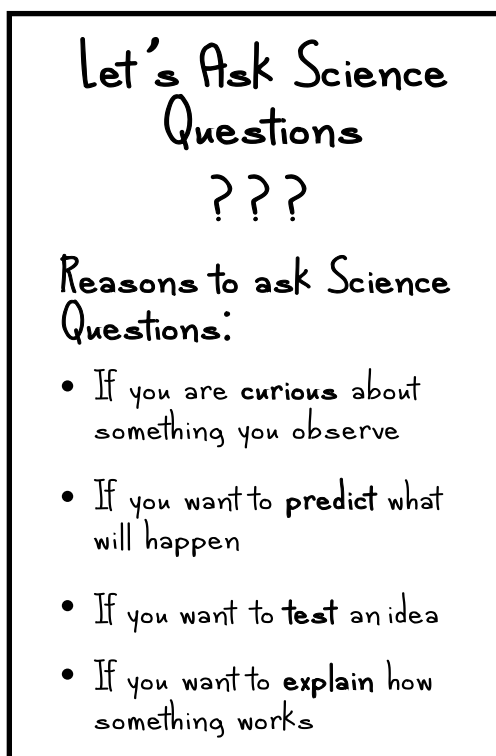 Let's Ask Science
Questions
? ? ?
Reasons to ask Science
Questions:
• If you are curious about
something you observe
• If you want to predict what
will happen
• If you want to test an idea
• If you want to explain how
something works